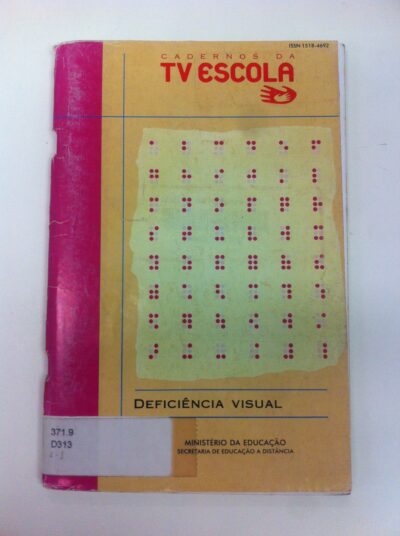 ISSN 1518-4692
CADERNOS DA
TV ESCOLA
DEFICIÊNCIA VISUAL
371.9
D313
MINISTÉRIO DA EDUCAÇÃO
SECRETARIA DE EDUCAÇÃO A DISTÂNCIA